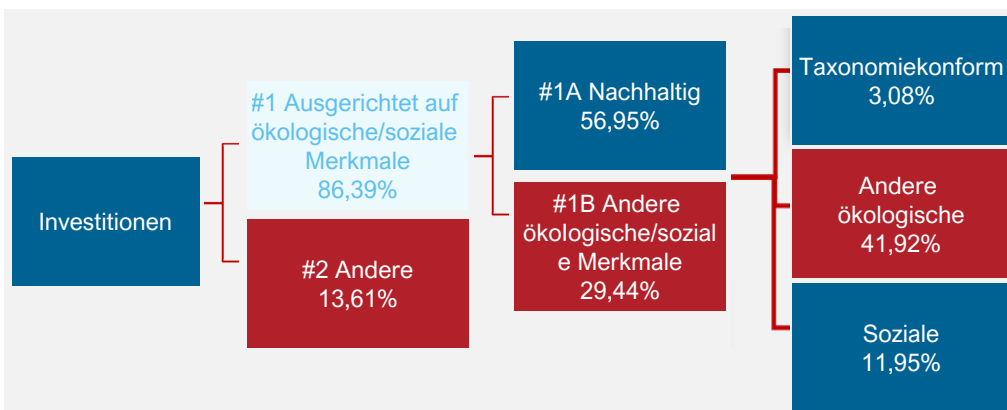 Investitionen
#1 Ausgerichtet auf
ökologische/soziale
Merkmale
86,39%
#2 Andere
13,61%
#1A Nachhaltig
56,95%
#1B Andere
ökologische/sozial
e Merkmale
29,44%
Taxonomiekonform
3,08%
Andere
ökologische
41,92%
Soziale
11,95%